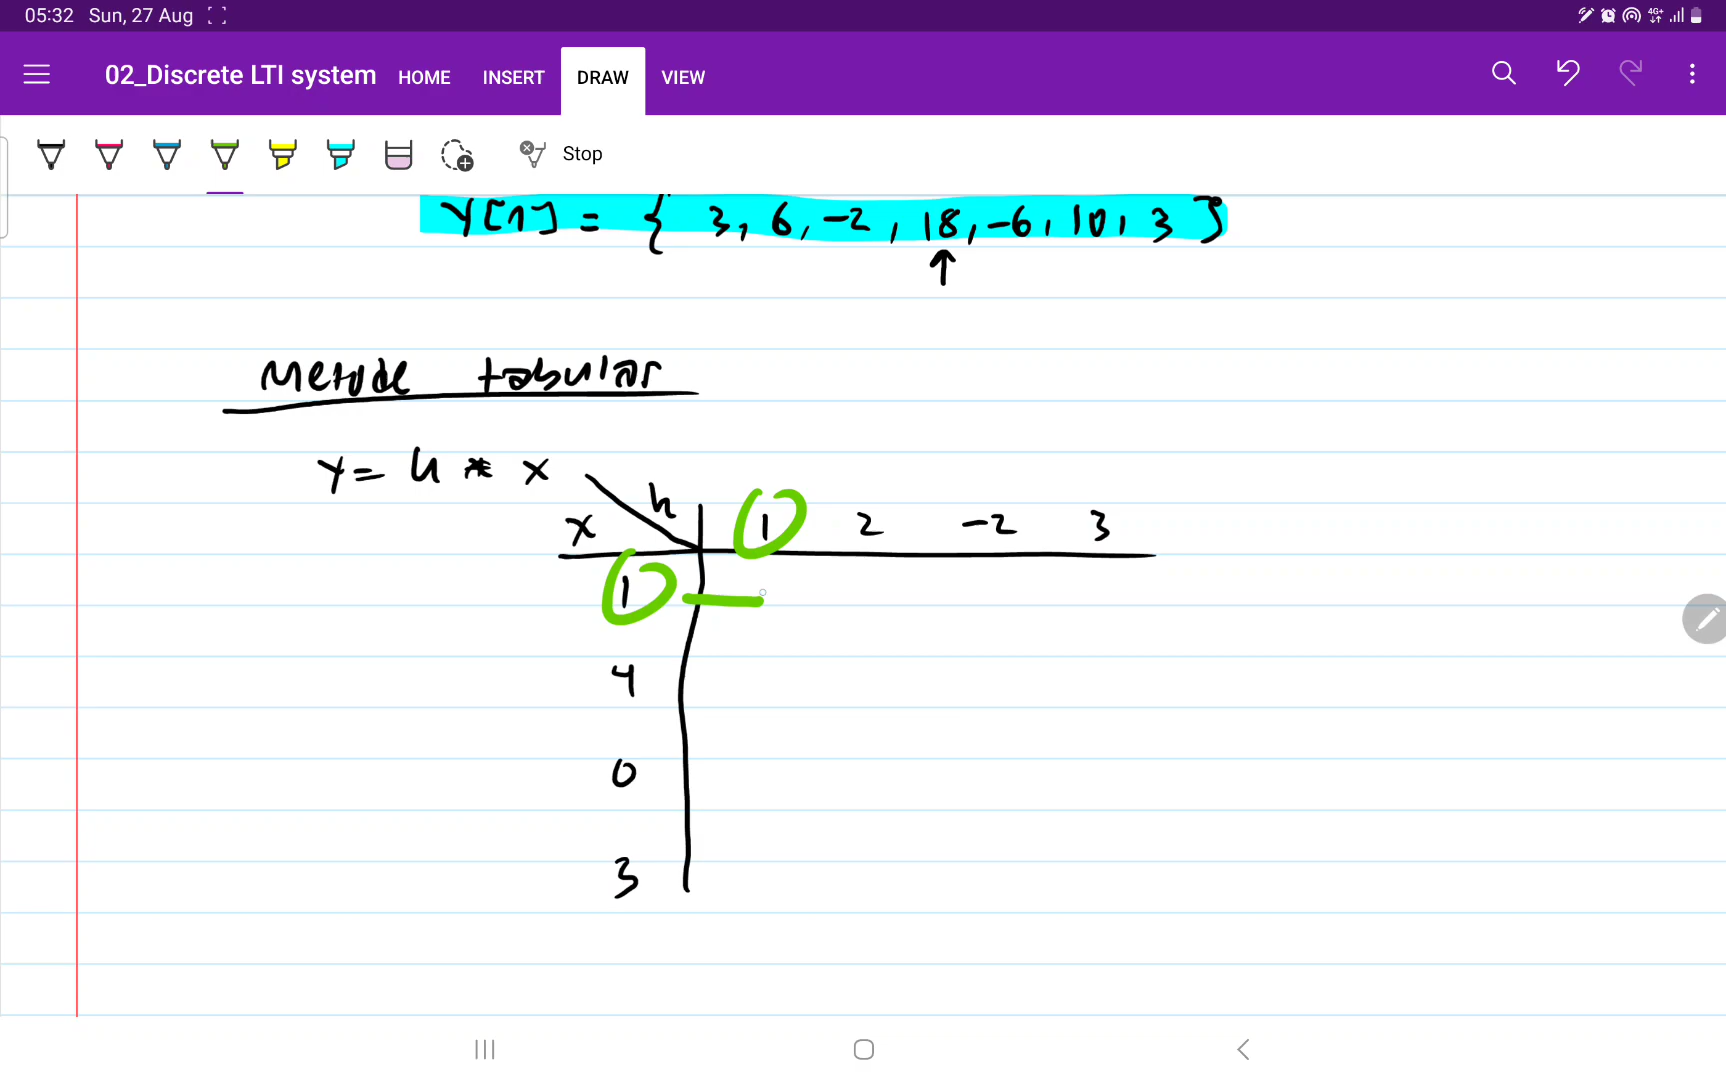 05:32 Sun, 27 Aug
4G+
02_Discrete LTI system HOME INSERT DRAW VIEW
Stop
Y[n] = { 3, 6, -2, 18, -6, 10, 3 }
↑
Metode tabular
Y = h * x
x h 1 2 -2 3
1
4
0
3